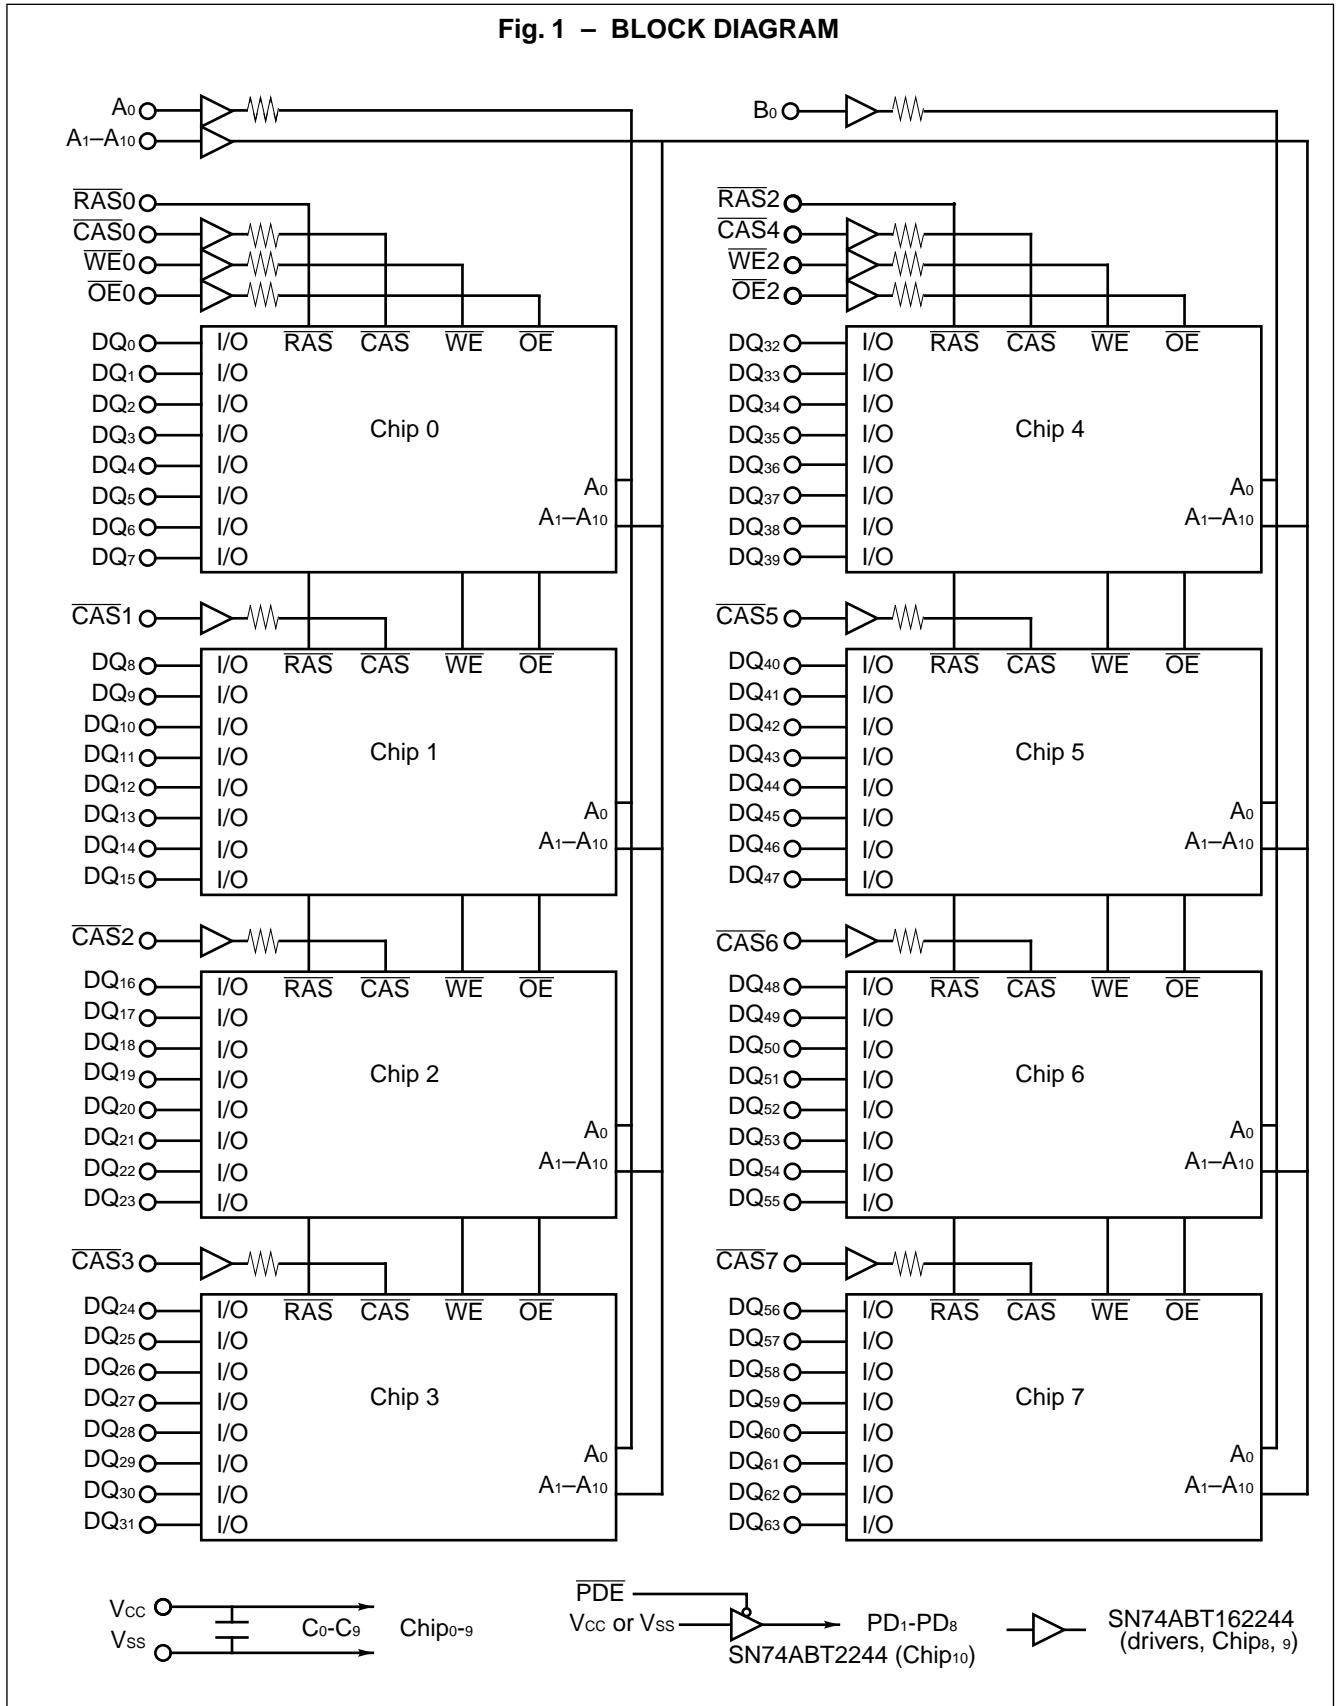 Fig. 1 – BLOCK DIAGRAM
A0
A1–A10
B0
RAS0
CAS0
WE0
OE0
RAS2
CAS4
WE2
OE2
I/O RAS CAS WE OE
DQ0
DQ1 I/O
DQ2 I/O
DQ3 I/O
DQ4 I/O
DQ5 I/O
DQ6 I/O
DQ7 I/O
Chip 0
A0
A1–A10
DQ32 I/O RAS CAS WE OE
DQ33 I/O
DQ34 I/O
DQ35 I/O
DQ36 I/O
DQ37 I/O
DQ38 I/O
DQ39 I/O
Chip 4
A0
A1–A10
CAS1
DQ8 I/O RAS CAS WE OE
DQ9 I/O
DQ10 I/O
DQ11 I/O
DQ12 I/O
DQ13 I/O
DQ14 I/O
DQ15 I/O
Chip 1
A0
A1–A10
CAS5
DQ40 I/O RAS CAS WE OE
DQ41 I/O
DQ42 I/O
DQ43 I/O
DQ44 I/O
DQ45 I/O
DQ46 I/O
DQ47 I/O
Chip 5
A0
A1–A10
CAS2
DQ16 I/O RAS CAS WE OE
DQ17 I/O
DQ18 I/O
DQ19 I/O
DQ20 I/O
DQ21 I/O
DQ22 I/O
DQ23 I/O
Chip 2
A0
A1–A10
CAS6
DQ48 I/O RAS CAS WE OE
DQ49 I/O
DQ50 I/O
DQ51 I/O
DQ52 I/O
DQ53 I/O
DQ54 I/O
DQ55 I/O
Chip 6
A0
A1–A10
CAS3
DQ24 I/O RAS CAS WE OE
DQ25 I/O
DQ26 I/O
DQ27 I/O
DQ28 I/O
DQ29 I/O
DQ30 I/O
DQ31 I/O
Chip 3
A0
A1–A10
CAS7
DQ56 I/O RAS CAS WE OE
DQ57 I/O
DQ58 I/O
DQ59 I/O
DQ60 I/O
DQ61 I/O
DQ62 I/O
DQ63 I/O
Chip 7
A0
A1–A10
VCC
VSS
C0-C9
Chip0-9
PDE
VCC or VSS
PD1-PD8
SN74ABT2244 (Chip10)
SN74ABT162244
(drivers, Chip8, 9)